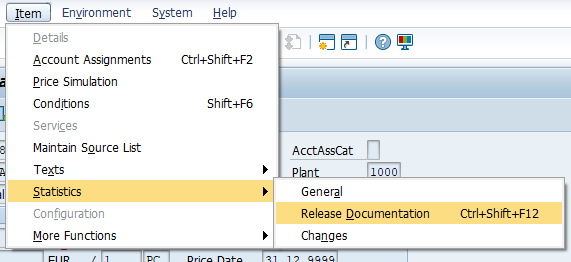 Item Environment System Help
Details
Account Assignments Ctrl+Shift+F2
Price Simulation
Conditions Shift+F6
Services
Maintain Source List
AcctAssCat
Texts
Plant 1000
Statistics
General
Configuration
Release Documentation Ctrl+Shift+F12
More Functions
Changes
EUR / 1 PC Price Date 31.12.9999